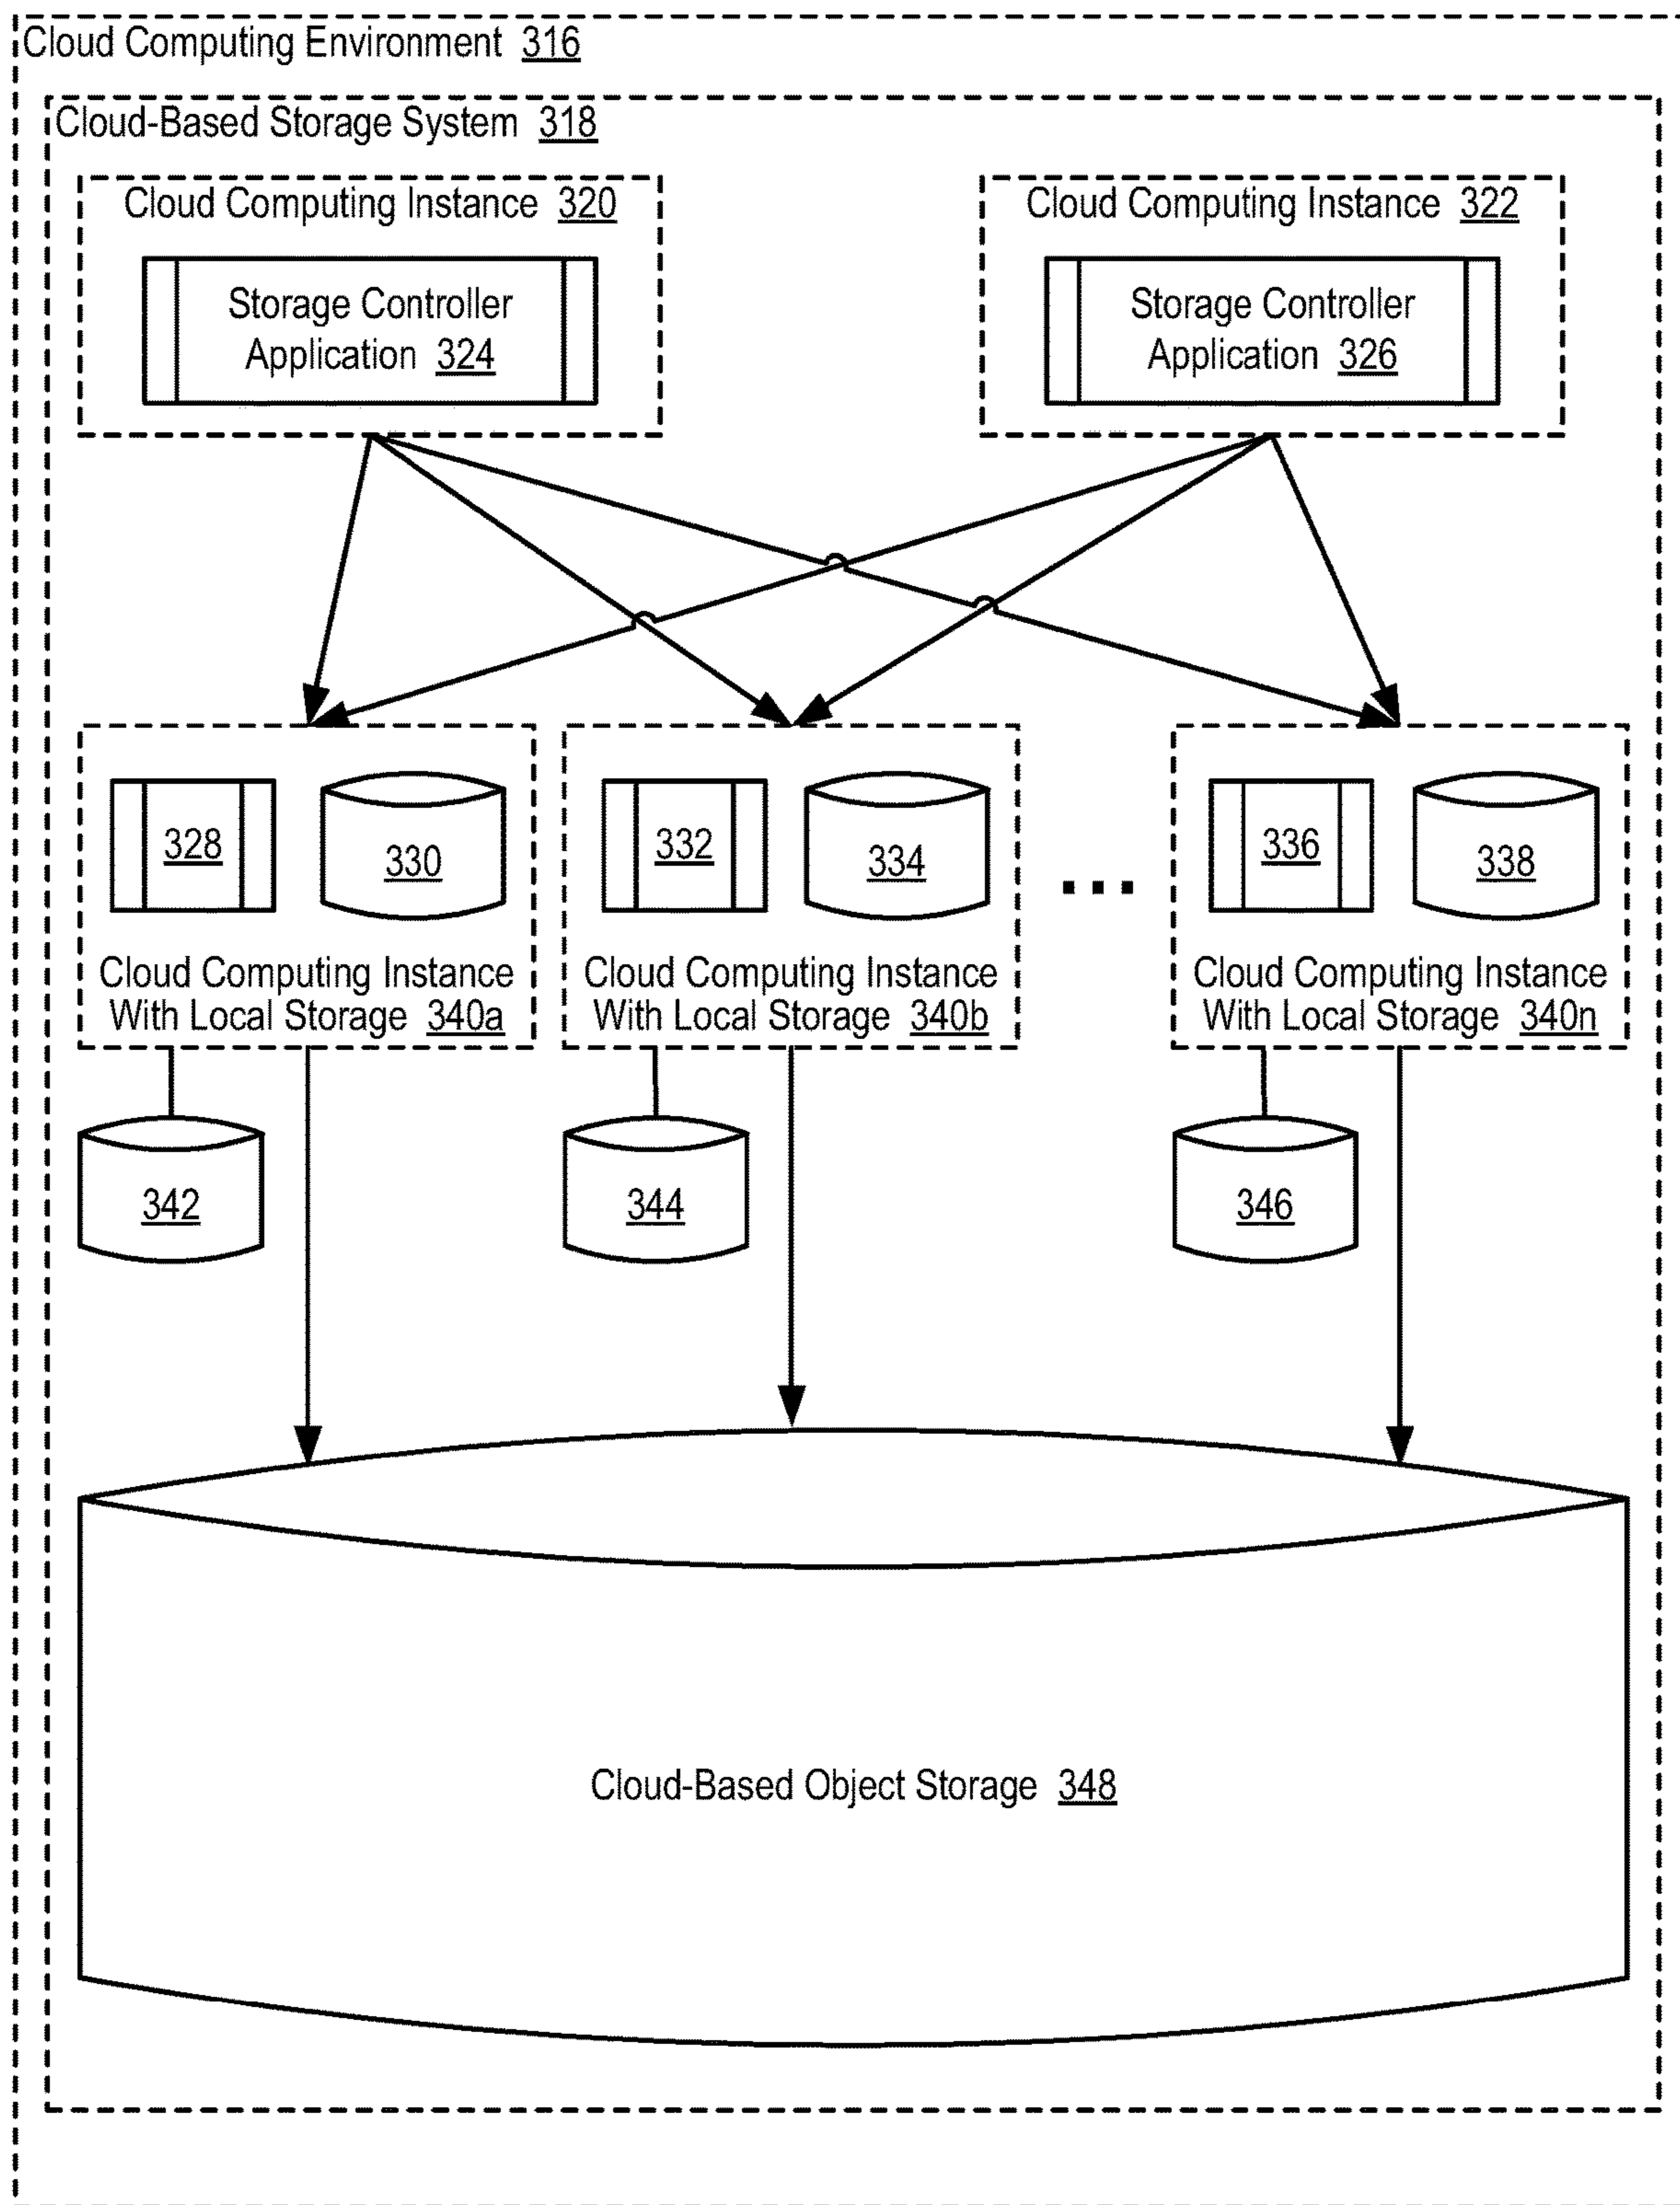 Cloud Computing Environment 316
Cloud-Based Storage System 318
Cloud Computing Instance 320
Storage Controller
Application 324
Cloud Computing Instance 322
Storage Controller
Application 326
328
330
Cloud Computing Instance
With Local Storage 340a
332
334
Cloud Computing Instance
With Local Storage 340b
...
336
338
Cloud Computing Instance
With Local Storage 340n
342
344
346
Cloud-Based Object Storage 348